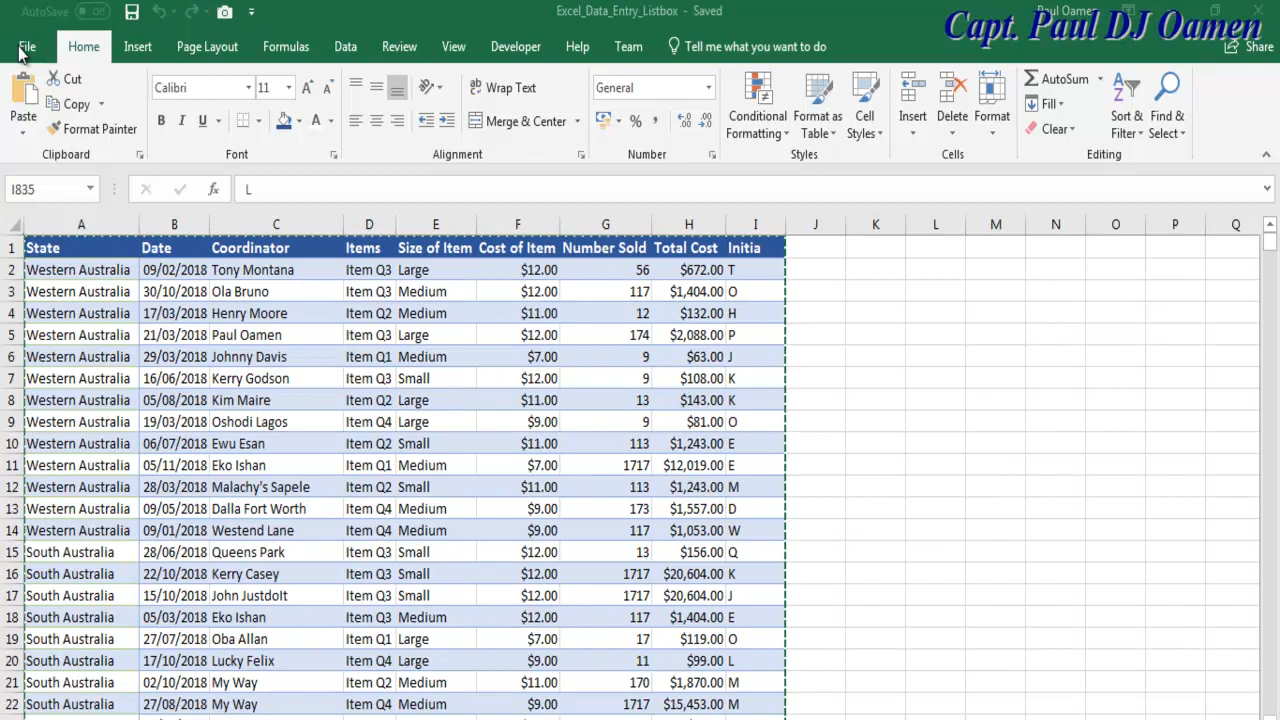 AutoSave Off Excel_Data_Entry_Listbox - Saved Paul Oamen
Capt. Paul DJ Oamen
File Home Insert Page Layout Formulas Data Review View Developer Help Team Tell me what you want to do Share
Cut Calibri 11 Wrap Text General AutoSum
Copy Fill
Paste Format Painter B I U A Merge & Center % , Conditional Formatting Format as Table Cell Styles Insert Delete Format Clear Sort & Filter Find & Select
Clipboard Font Alignment Number Styles Cells Editing
I835 fx L
A B C D E F G H I J K L M N O P Q
1 State Date Coordinator Items Size of Item Cost of Item Number Sold Total Cost Initia
2 Western Australia 09/02/2018 Tony Montana Item Q3 Large $12.00 56 $672.00 T
3 Western Australia 30/10/2018 Ola Bruno Item Q3 Medium $12.00 117 $1,404.00 O
4 Western Australia 17/03/2018 Henry Moore Item Q2 Medium $11.00 12 $132.00 H
5 Western Australia 21/03/2018 Paul Oamen Item Q3 Large $12.00 174 $2,088.00 P
6 Western Australia 29/03/2018 Johnny Davis Item Q1 Medium $7.00 9 $63.00 J
7 Western Australia 16/06/2018 Kerry Godson Item Q3 Small $12.00 9 $108.00 K
8 Western Australia 05/08/2018 Kim Maire Item Q2 Large $11.00 13 $143.00 K
9 Western Australia 19/03/2018 Oshodi Lagos Item Q4 Large $9.00 9 $81.00 O
10 Western Australia 06/07/2018 Ewu Esan Item Q2 Small $11.00 113 $1,243.00 E
11 Western Australia 05/11/2018 Eko Ishan Item Q1 Medium $7.00 1717 $12,019.00 E
12 Western Australia 28/03/2018 Malachy's Sapele Item Q2 Small $11.00 113 $1,243.00 M
13 Western Australia 09/05/2018 Dalla Fort Worth Item Q4 Medium $9.00 173 $1,557.00 D
14 Western Australia 09/01/2018 Westend Lane Item Q4 Medium $9.00 117 $1,053.00 W
15 South Australia 28/06/2018 Queens Park Item Q3 Small $12.00 13 $156.00 Q
16 South Australia 22/10/2018 Kerry Casey Item Q3 Small $12.00 1717 $20,604.00 K
17 South Australia 15/10/2018 John JustdoIt Item Q3 Small $12.00 1717 $20,604.00 J
18 South Australia 05/03/2018 Eko Ishan Item Q3 Medium $12.00 117 $1,404.00 E
19 South Australia 27/07/2018 Oba Allan Item Q1 Large $7.00 17 $119.00 O
20 South Australia 17/10/2018 Lucky Felix Item Q4 Large $9.00 11 $99.00 L
21 South Australia 02/10/2018 My Way Item Q2 Medium $11.00 170 $1,870.00 M
22 South Australia 27/08/2018 My Way Item Q4 Medium $9.00 1717 $15,453.00 M